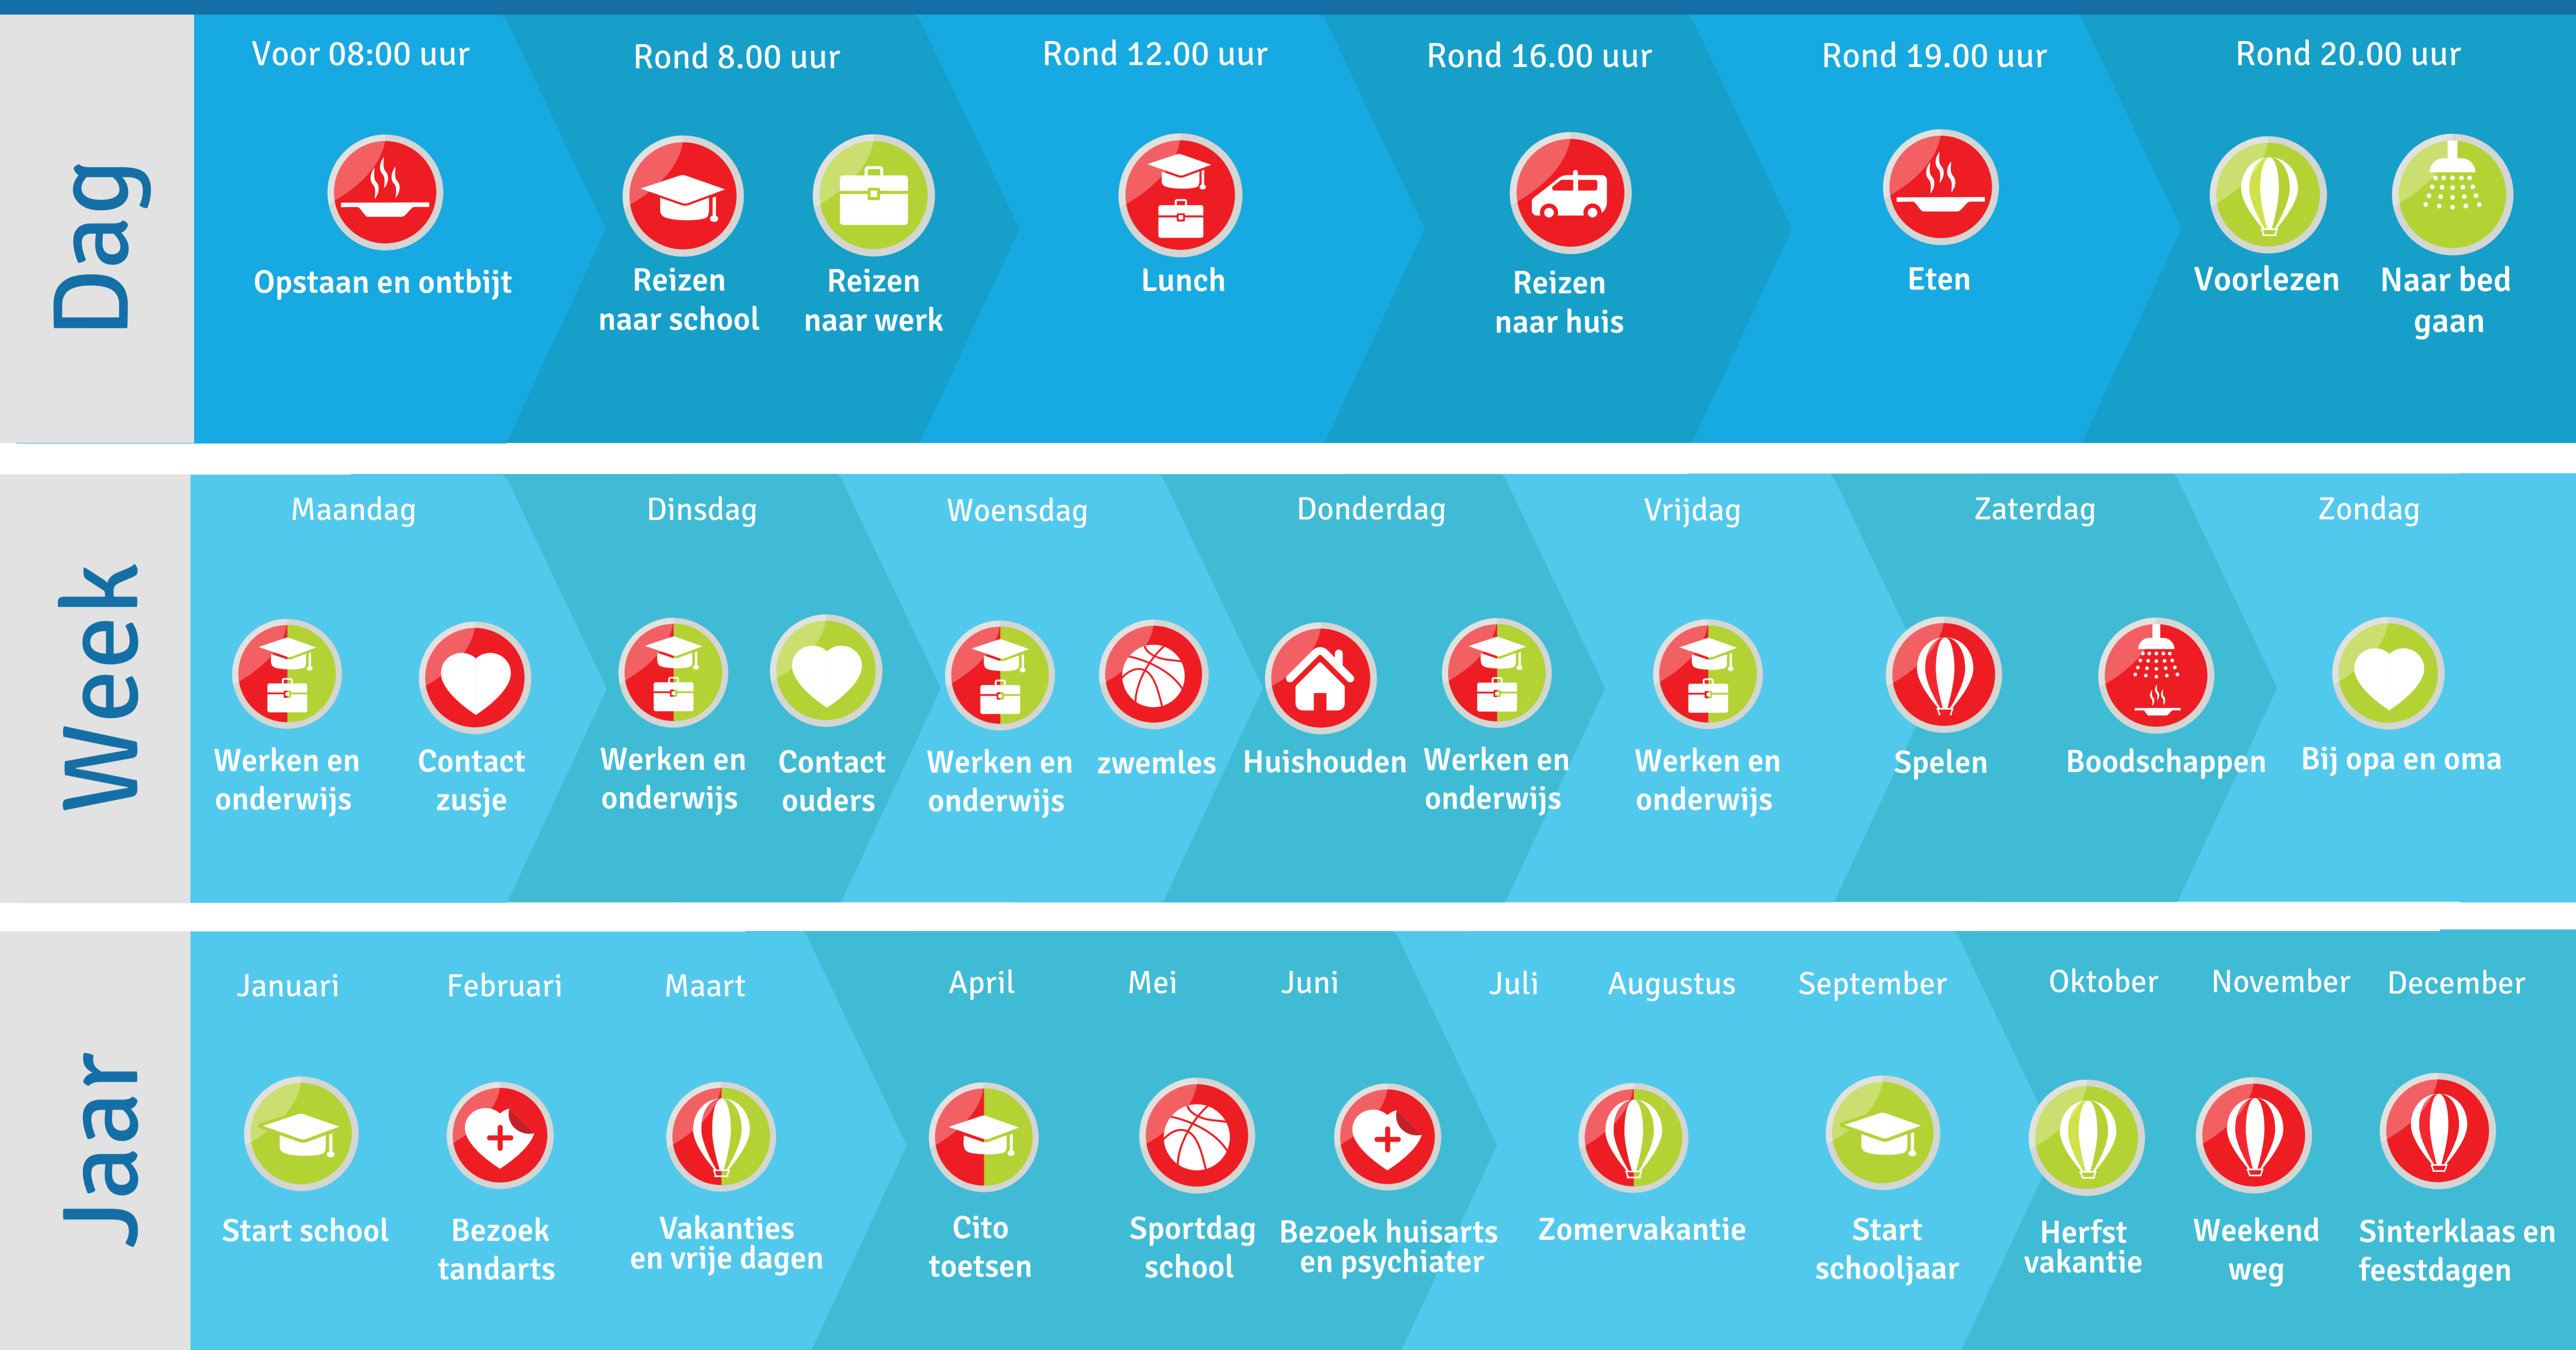 Dag
Voor 08:00 uur
Rond 8.00 uur
Rond 12.00 uur
Rond 16.00 uur
Rond 19.00 uur
Rond 20.00 uur
Opstaan en ontbijt
Reizen
naar school
Reizen
naar werk
Lunch
Reizen
naar huis
Eten
Voorlezen
Naar bed
gaan
Week
Maandag
Dinsdag
Woensdag
Donderdag
Vrijdag
Zaterdag
Zondag
Werken en
onderwijs
Contact
zusje
Werken en
onderwijs
Contact
ouders
Werken en
onderwijs
zwemles
Huishouden
Werken en
onderwijs
Werken en
onderwijs
Spelen
Boodschappen
Bij opa en oma
Jaar
Januari
Februari
Maart
April
Mei
Juni
Juli
Augustus
September
Oktober
November
December
Start school
Bezoek
tandarts
Vakanties
en vrije dagen
Cito
toetsen
Sportdag
school
Bezoek huisarts
en psychiater
Zomervakantie
Start
schooljaar
Herfst
vakantie
Weekend
weg
Sinterklaas en
feestdagen